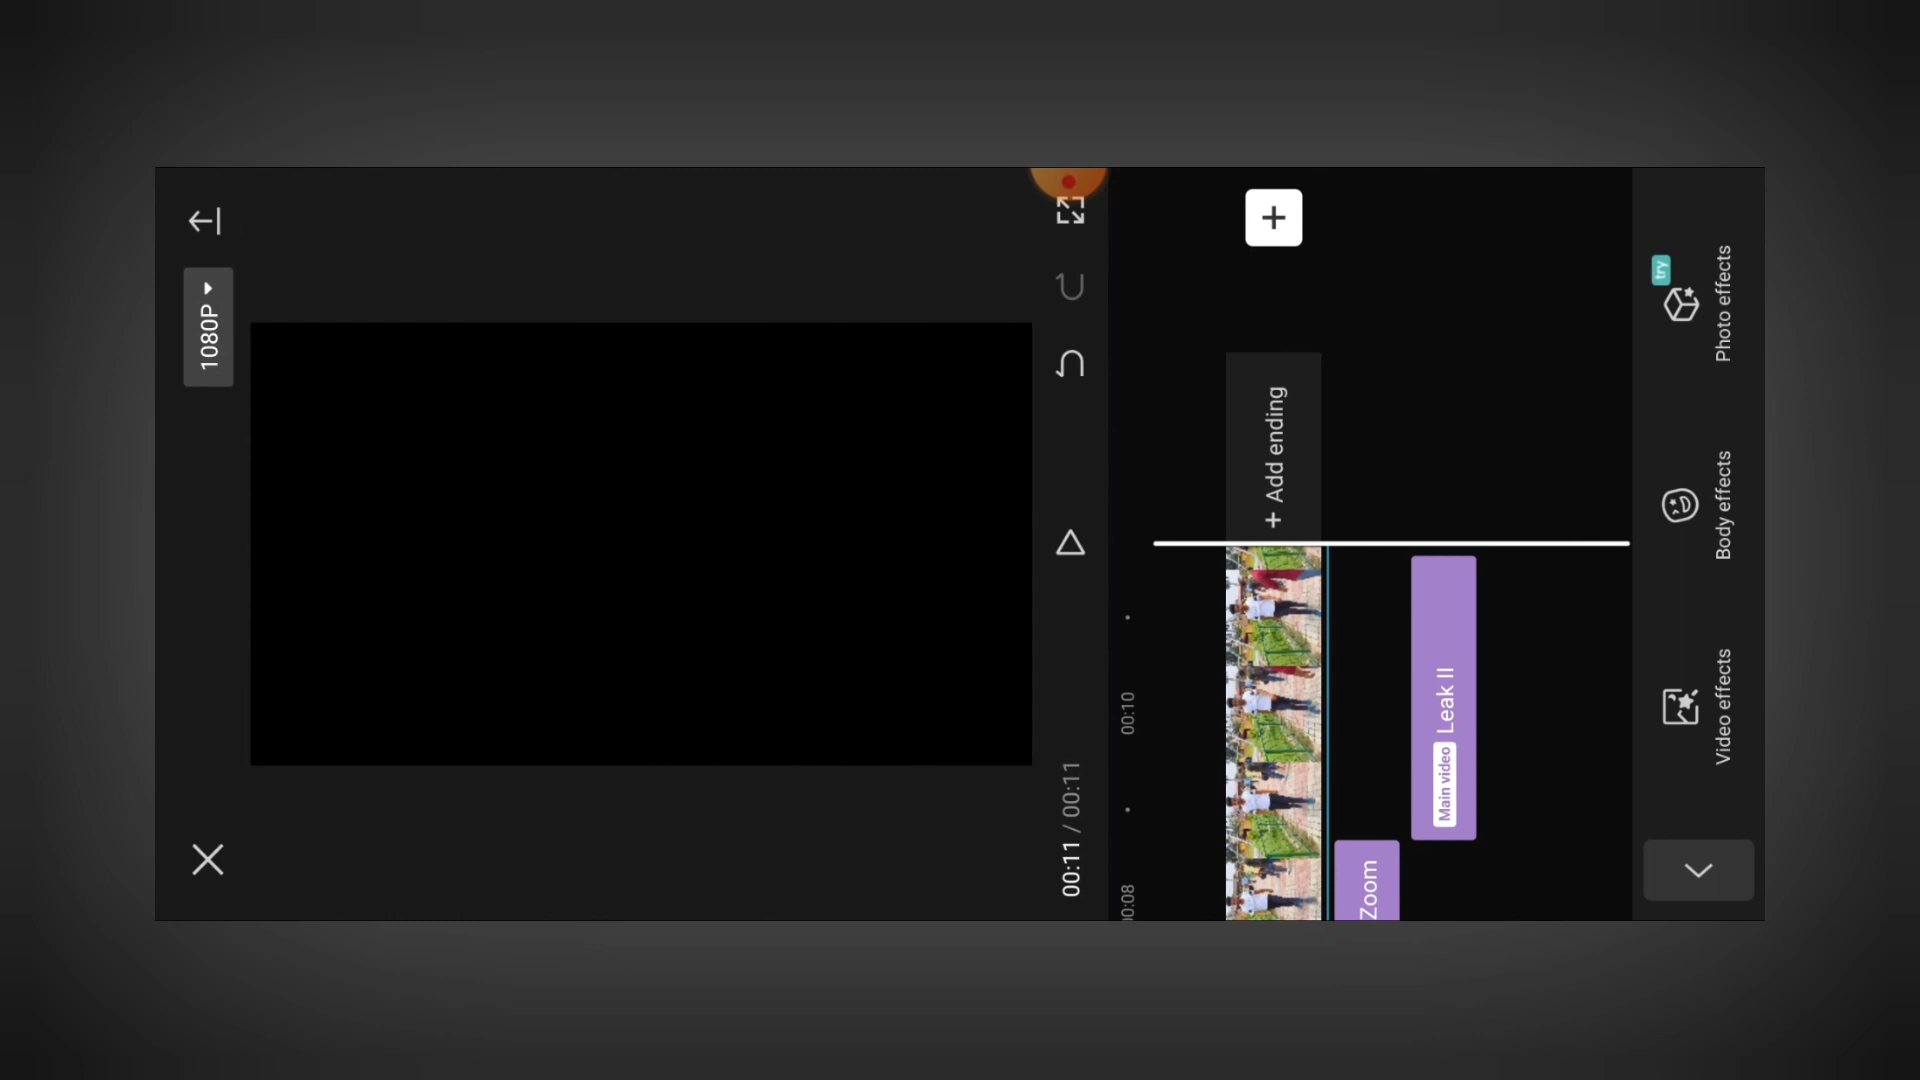 1080P
00:11 / 00:11
00:08
00:10
+ Add ending
Zoom
Main video Leak II
Video effects
Body effects
try
Photo effects